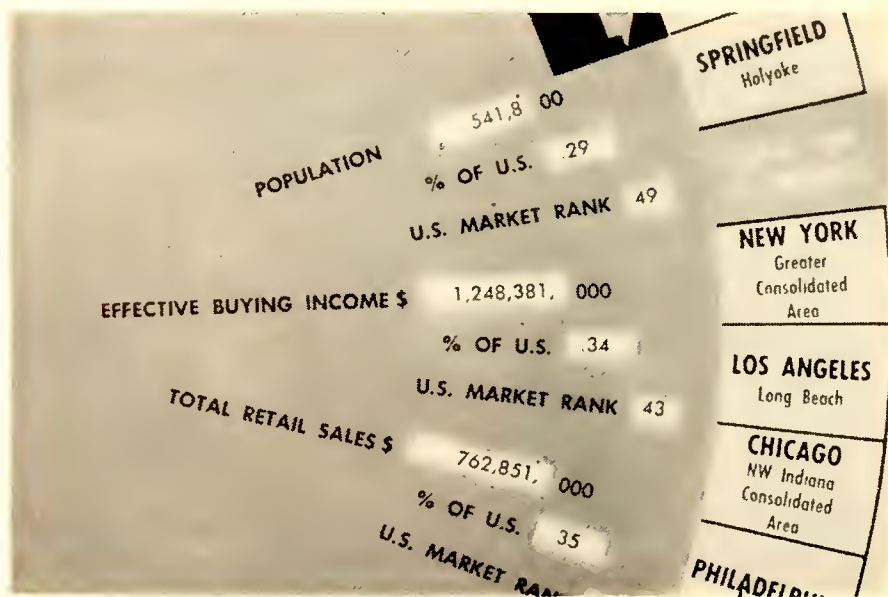 POPULATION 541,8 00
% OF U.S. .29
U.S. MARKET RANK 49
EFFECTIVE BUYING INCOME $ 1,248,381, 000
% OF U.S. .34
U.S. MARKET RANK 43
TOTAL RETAIL SALES $ 762,851, 000
% OF U.S. .35
U.S. MARKET
SPRINGFIELD
Holyoke
NEW YORK
Greater
Consolidated
Area
LOS ANGELES
Long Beach
CHICAGO
NW Indiana
Consolidated
Area